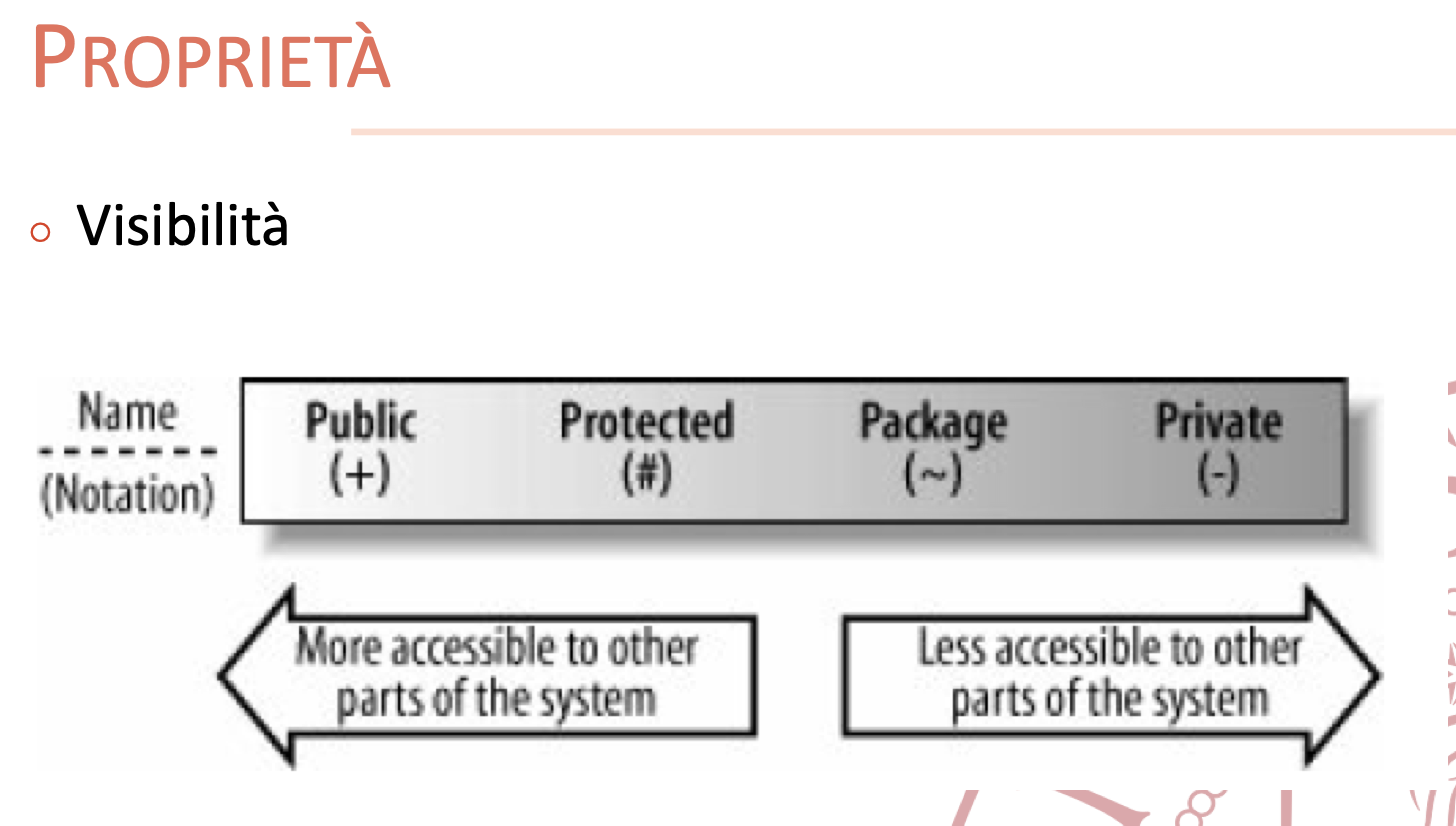 PROPRIETÀ
Visibilità
Name
(Notation)
Public
(+)
Protected
(#)
Package
(~)
Private
(-)
More accessible to other
parts of the system
Less accessible to other
parts of the system